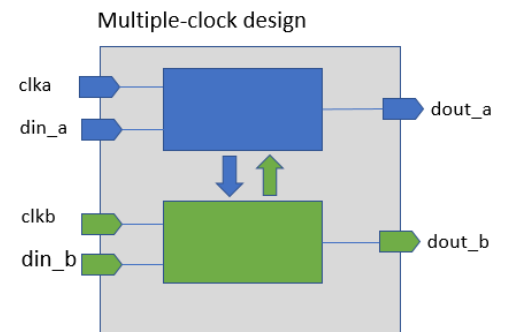 Multiple-clock design
clka
din_a
dout_a
clkb
din_b
dout_b